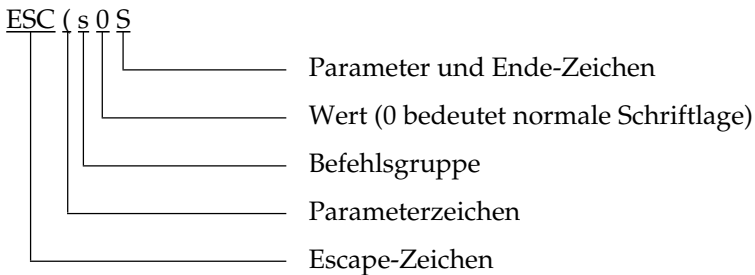 ESC ( s 0 S
Parameter und Ende-Zeichen
Wert (0 bedeutet normale Schriftlage)
Befehlsgruppe
Parameterzeichen
Escape-Zeichen